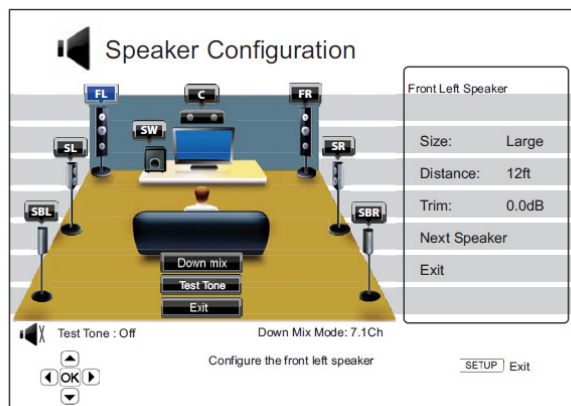 Speaker Configuration
FL
C
FR
SW
SL
SR
SBL
SBR
Down mix
Test Tone
Exit
Front Left Speaker
Size: Large
Distance: 12ft
Trim: 0.0dB
Next Speaker
Exit
Test Tone : Off
Down Mix Mode: 7.1Ch
OK
Configure the front left speaker
SETUP Exit